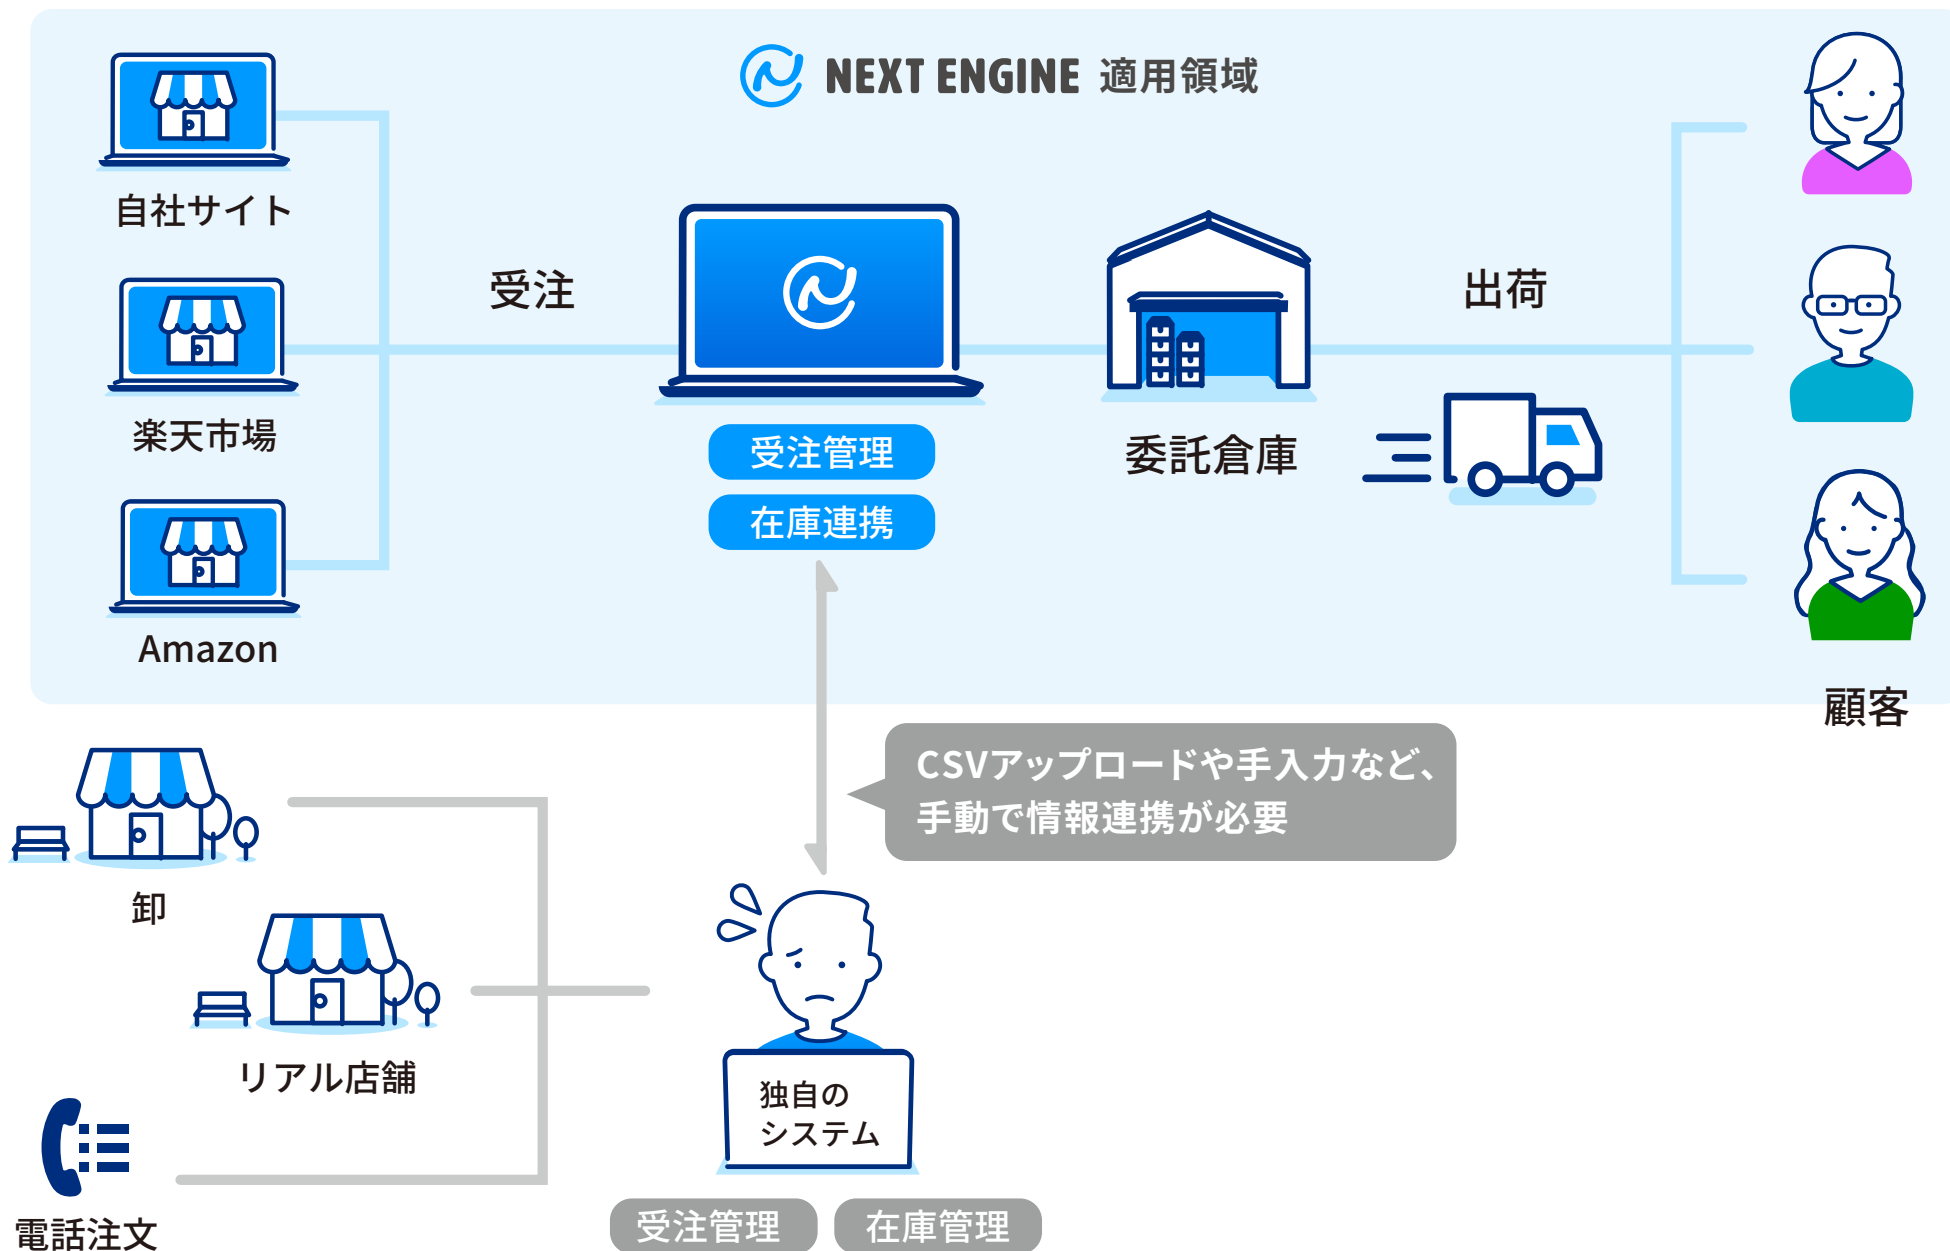 NEXT ENGINE 適用領域
自社サイト
楽天市場
Amazon
受注
受注管理
在庫連携
委託倉庫
出荷
顧客
CSVアップロードや手入力など、
手動で情報連携が必要
卸
リアル店舗
電話注文
独自の
システム
受注管理
在庫管理